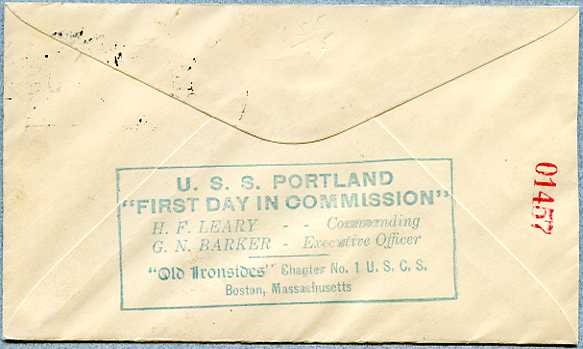 U. S. S. PORTLAND
"FIRST DAY IN COMMISSION"
H. F. LEARY - - Commanding
G. N. BARKER - Executive Officer
"Old Ironsides" Chapter No. 1 U. S. C. S.
Boston, Massachusetts
01457